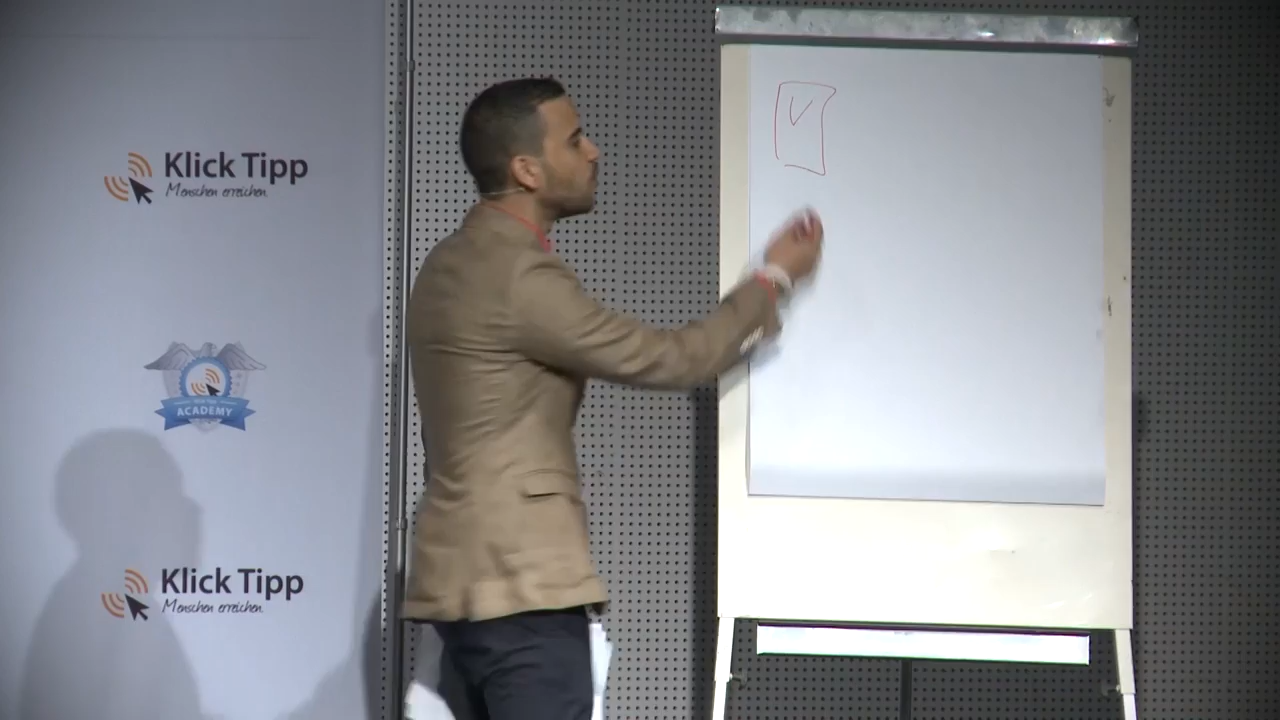 Klick Tipp
Menschen erreichen.
ACADEMY
Klick Tipp
Menschen erreichen.
V